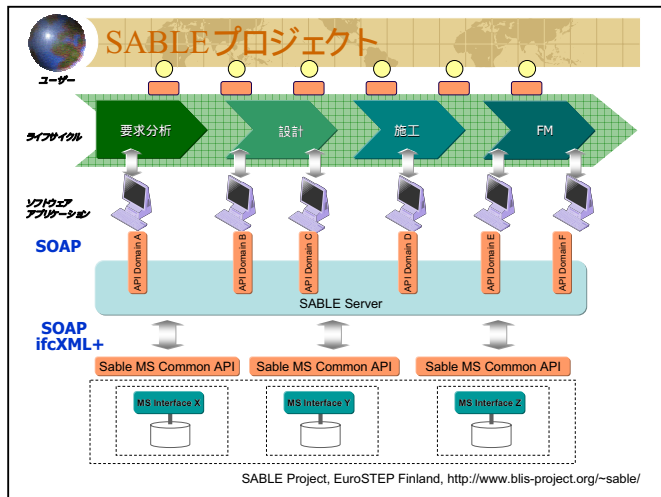 SABLEプロジェクト
ユーザー
ライフサイクル
要求分析
設計
施工
FM
ソフトウェア
アプリケーション
SOAP
API Domain A
API Domain B
API Domain C
API Domain D
API Domain E
API Domain F
SABLE Server
SOAP
ifcXML+
Sable MS Common API
Sable MS Common API
Sable MS Common API
MS Interface X
MS Interface Y
MS Interface Z
SABLE Project, EuroSTEP Finland, http://www.blis-project.org/~sable/